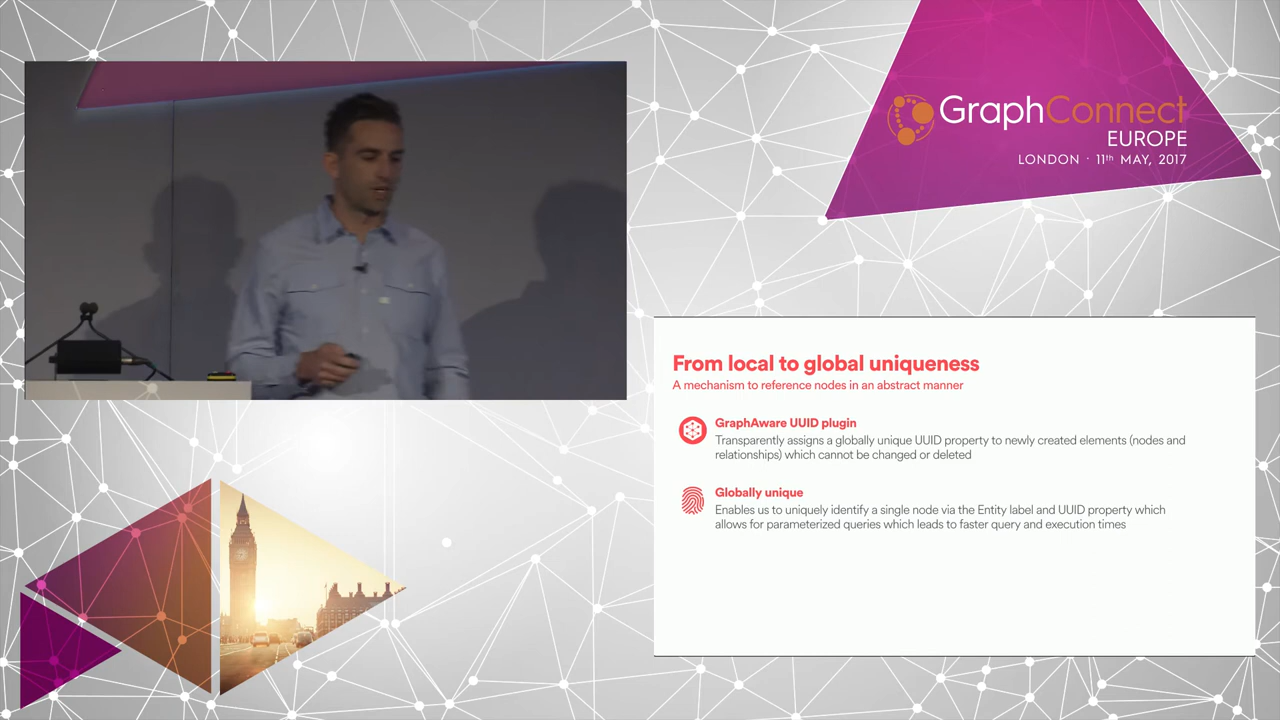 GraphConnect
EUROPE
LONDON · 11th MAY, 2017
From local to global uniqueness
A mechanism to reference nodes in an abstract manner
GraphAware UUID plugin
Transparently assigns a globally unique UUID property to newly created elements (nodes and
relationships) which cannot be changed or deleted
Globally unique
Enables us to uniquely identify a single node via the Entity label and UUID property which
allows for parameterized queries which leads to faster query and execution times